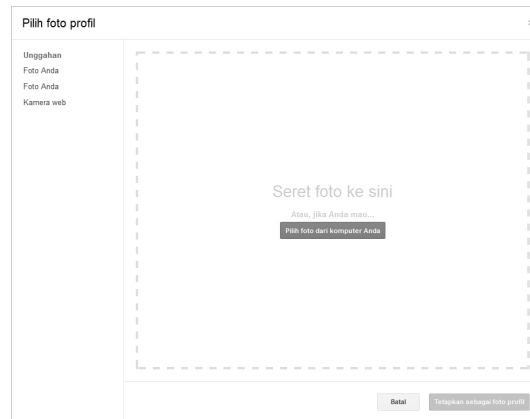 Pilih foto profil
Unggahan
Foto Anda
Foto Anda
Kamera web
Seret foto ke sini
Atau, jika Anda mau...
Pilih foto dari komputer Anda
Batal
Tetapkan sebagai foto profil